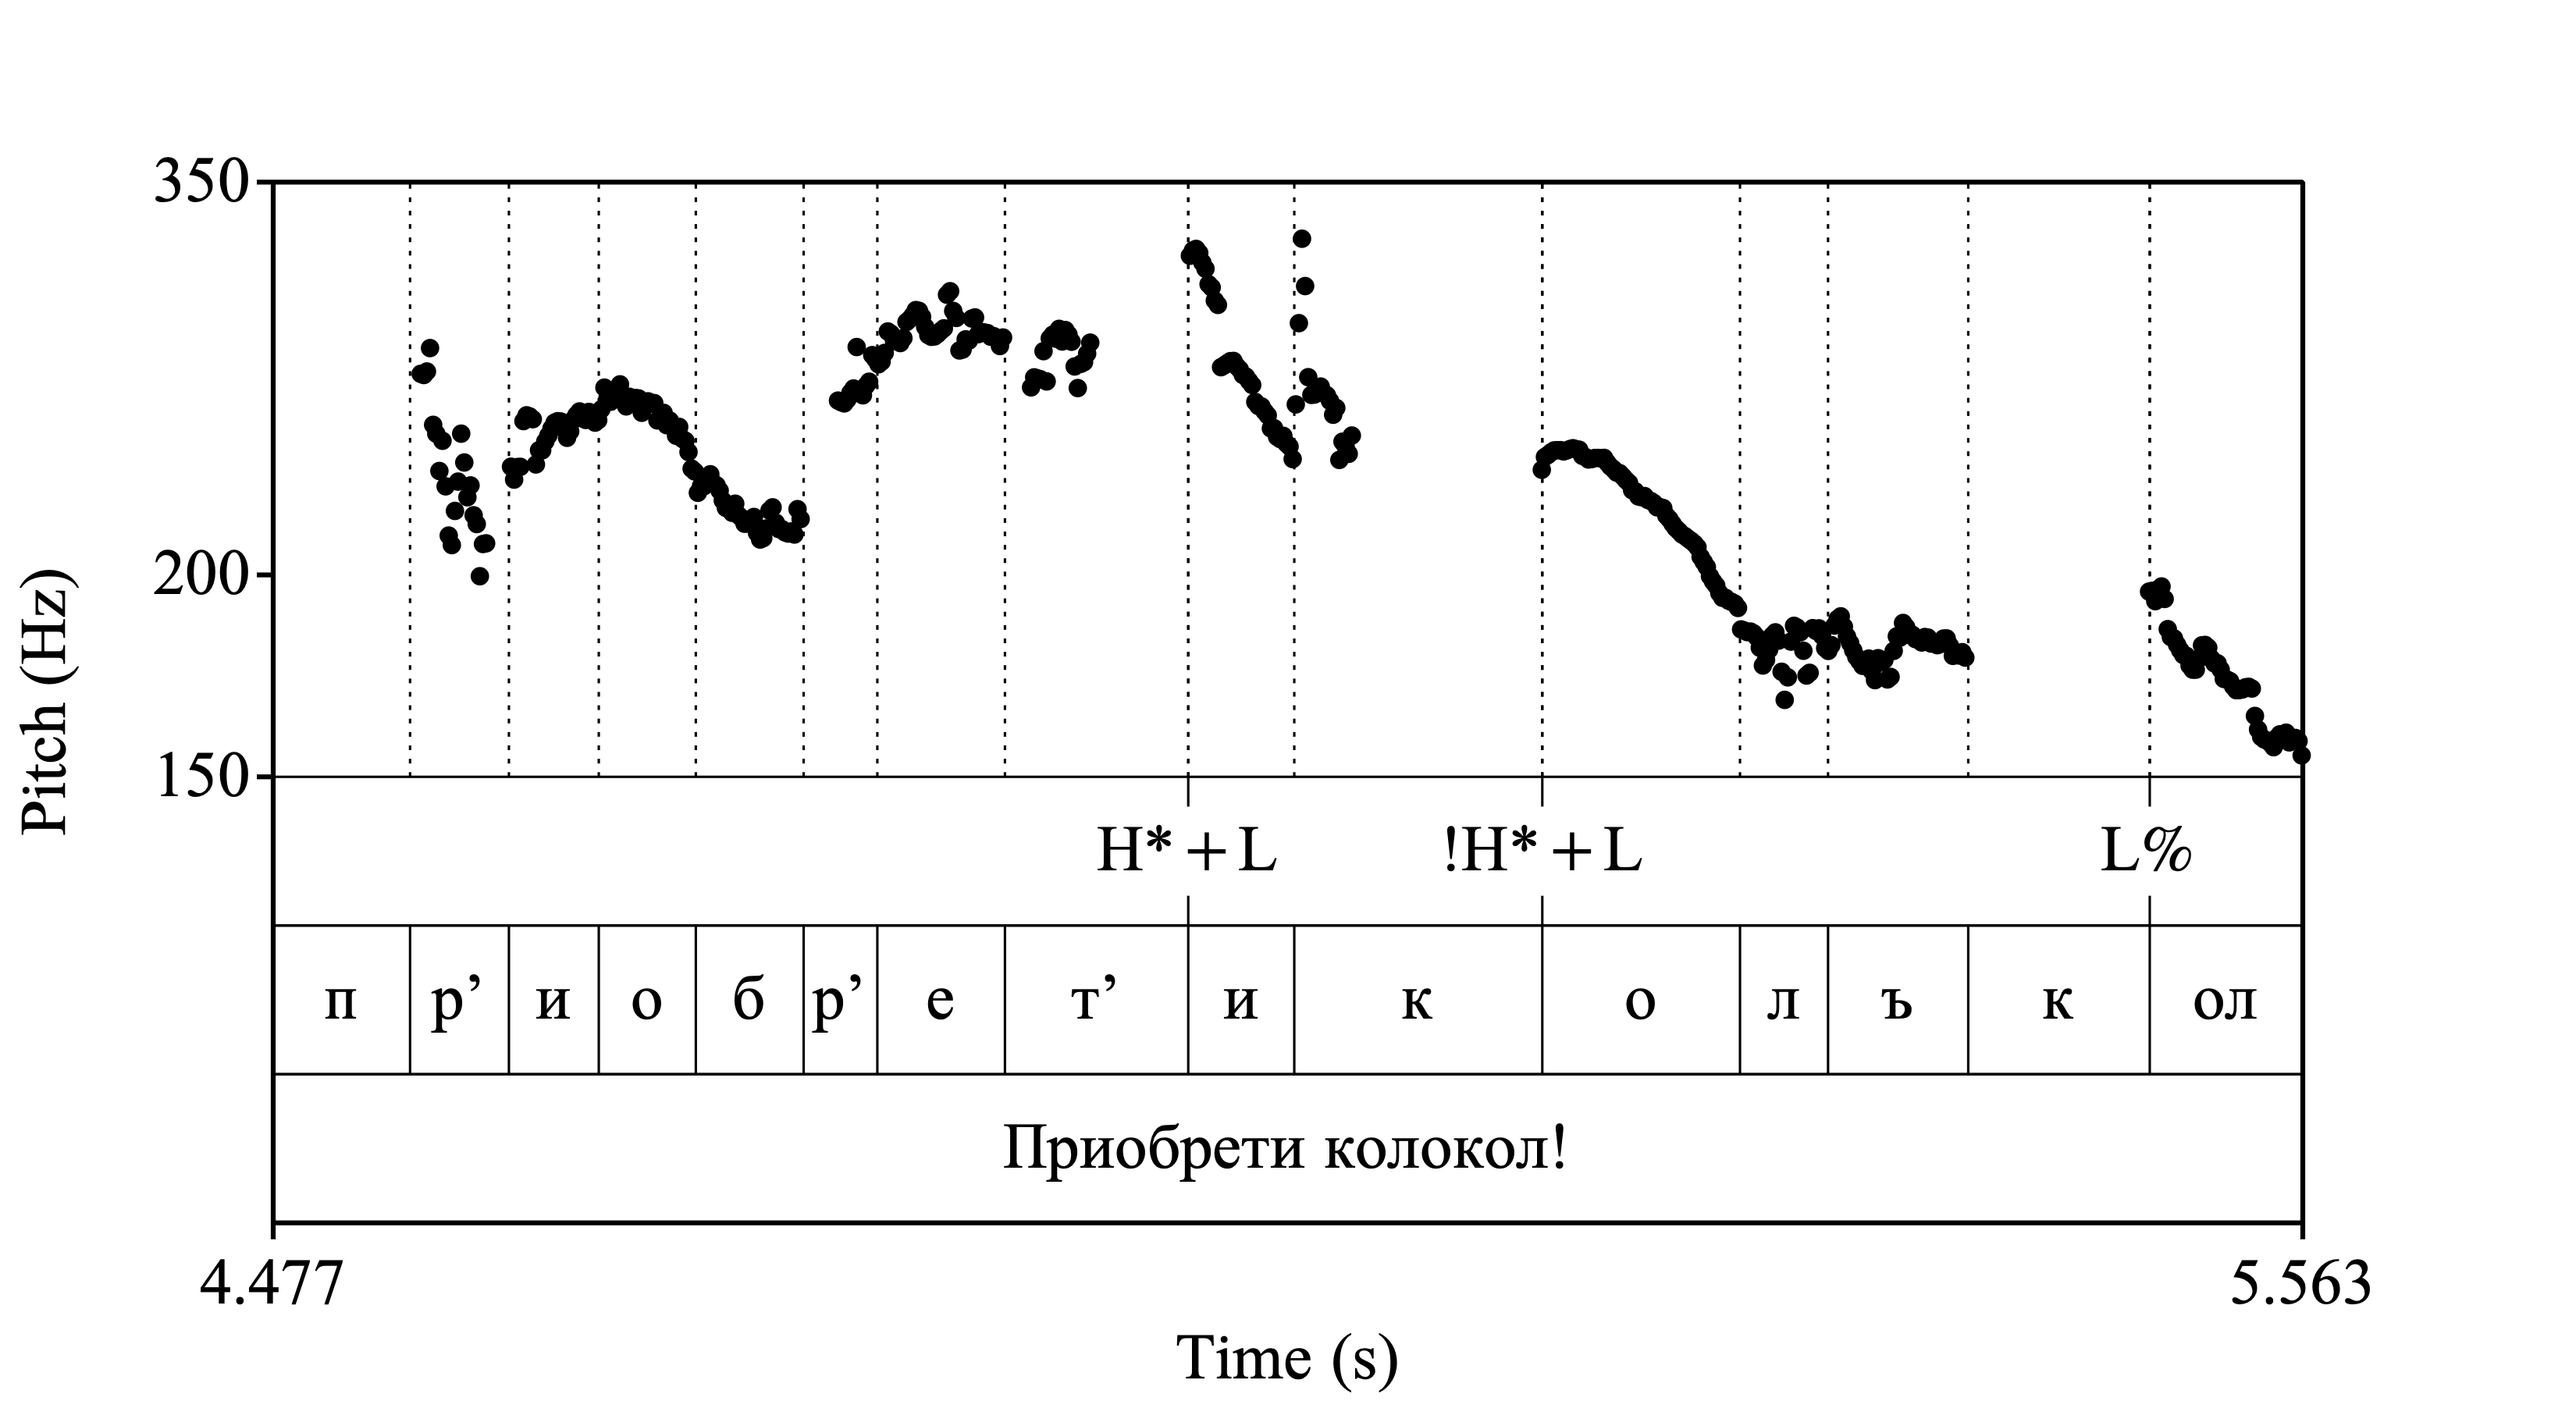 350
200
150
Pitch (Hz)
H*+L !H*+L L%
п р’ и о б р’ е т’ и к о л ъ к ол
Приобрети колокол!
4.477 5.563
Time (s)